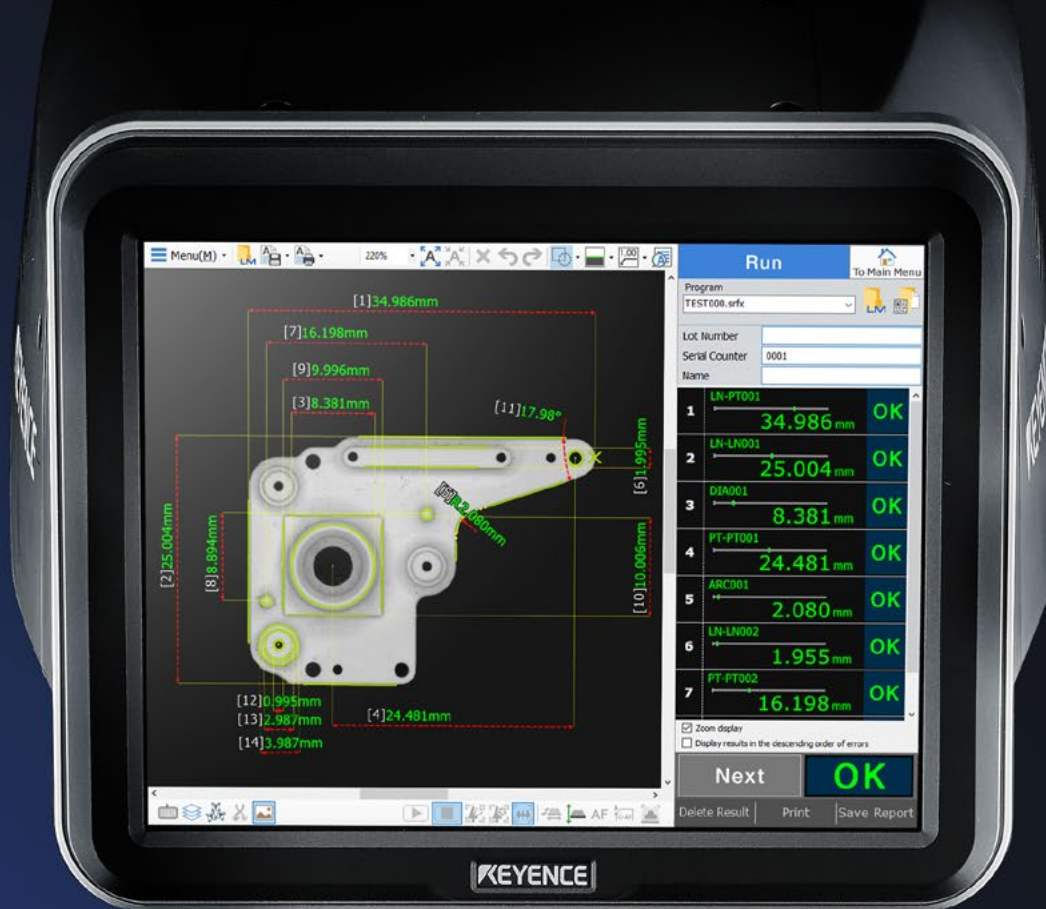 Menu(M)
LM
220%
Run
To Main Menu
Program
TEST000.srfx
LM
Lot Number
Serial Counter 0001
Name
[1]34.986mm
[7]16.198mm
[9]9.996mm
[3]8.381mm
[11]17.98°
[6]1.995mm
[5]R2.080mm
[2]25.004mm
[8]8.894mm
[10]10.006mm
[12]0.995mm
[13]2.987mm
[14]3.987mm
[4]24.481mm
LN-PT001
1 34.986 mm OK
LN-LN001
2 25.004 mm OK
DIA001
3 8.381 mm OK
PT-PT001
4 24.481 mm OK
ARC001
5 2.080 mm OK
LN-LN002
6 1.955 mm OK
PT-PT002
7 16.198 mm OK
Zoom display
Display results in the descending order of errors
Next OK
Delete Result Print Save Report
AF
KEYENCE